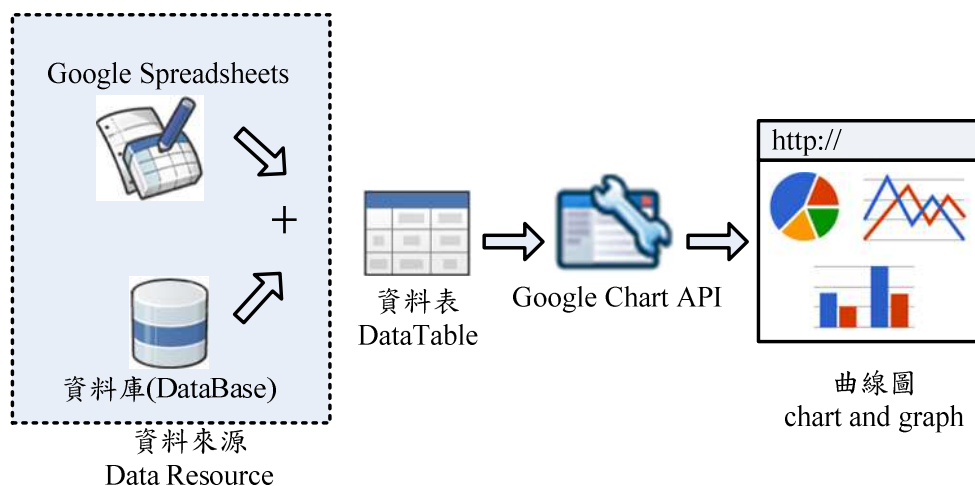 Google Spreadsheets
+
資料庫(DataBase)
資料來源
Data Resource
資料表
DataTable
Google Chart API
http://
曲線圖
chart and graph